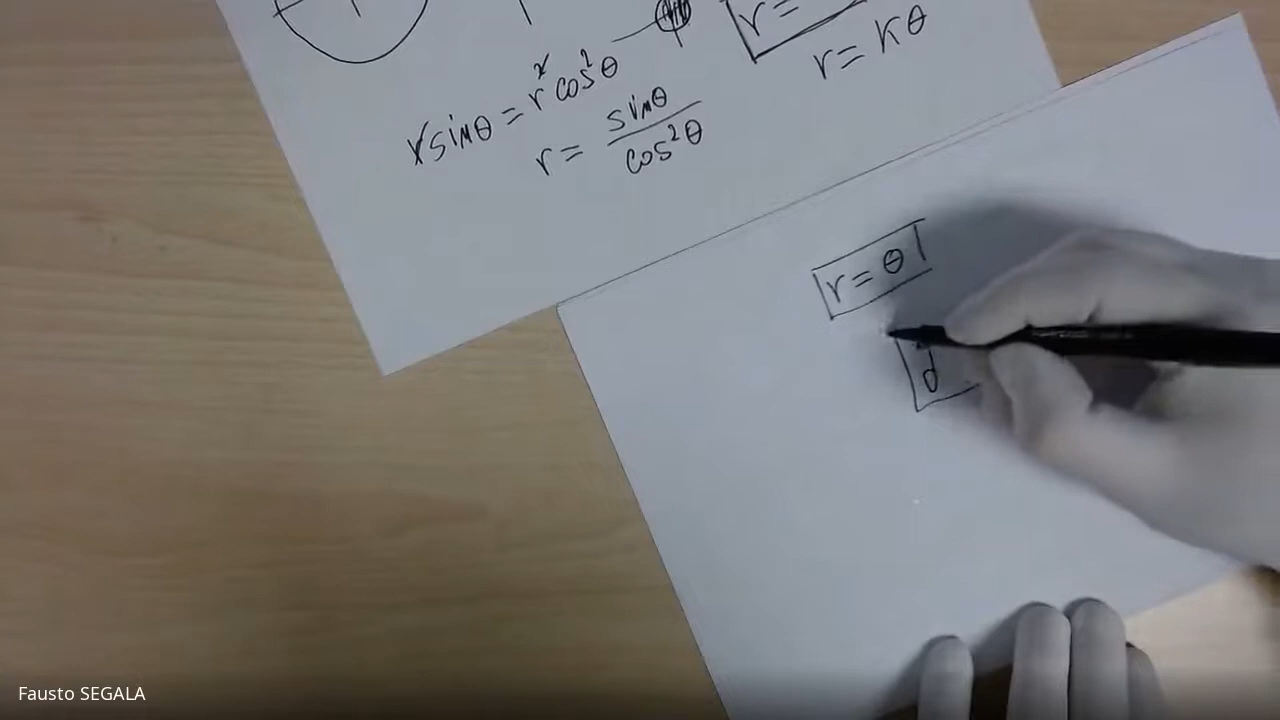 r=
r = kθ
r sinθ = r² cos²θ
r = sinθ / cos²θ
r = θ
d
Fausto SEGALA